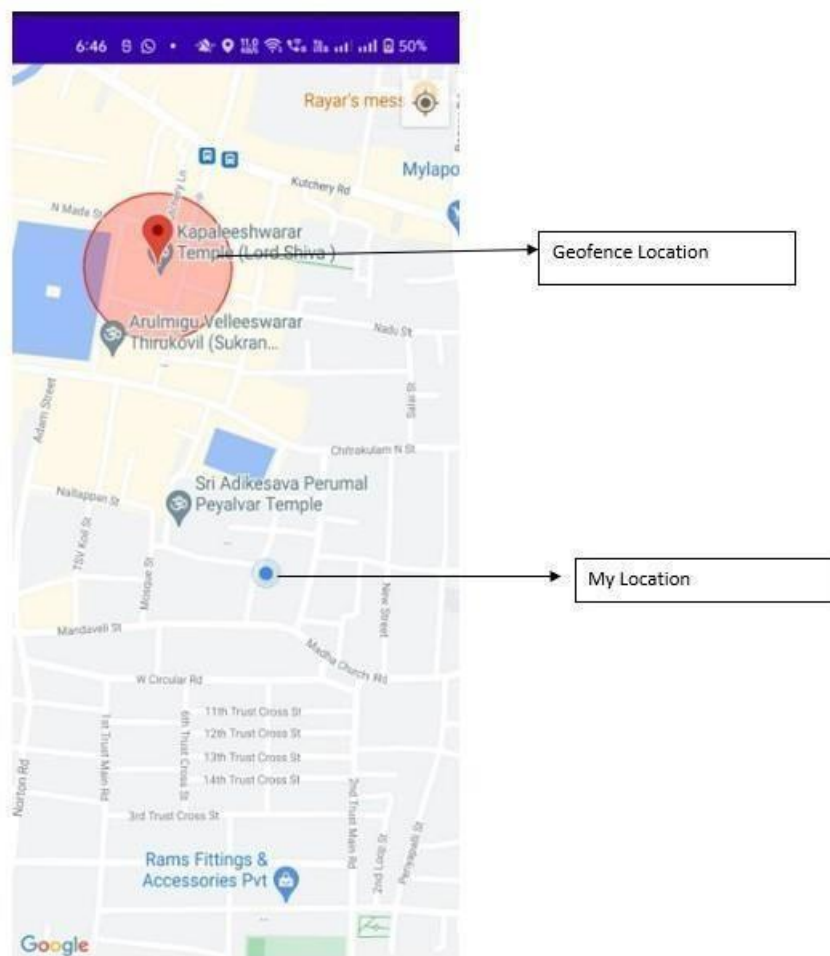 6:46
50%
Rayar's mess
Kutchery Rd
Mylapo
N Mada St
Kapaleeshwarar
Temple (Lord Shiva )
Geofence Location
Arulmigu Velleeswarar
Thirukovil (Sukran...
Nadu St
Adam Street
Chitrakulam N St
Sri Adikesava Perumal
Peyalvar Temple
Nallappan St
TSV Koil St
Mosque St
My Location
New Street
Mandaveli St
Madha Church Rd
W Circular Rd
11th Trust Cross St
12th Trust Cross St
13th Trust Cross St
14th Trust Cross St
1st Trust Main Rd
6th Trust Cross St
Norton Rd
2nd Trust Main Rd
3rd Trust Cross St
Rams Fittings &
Accessories Pvt
Google